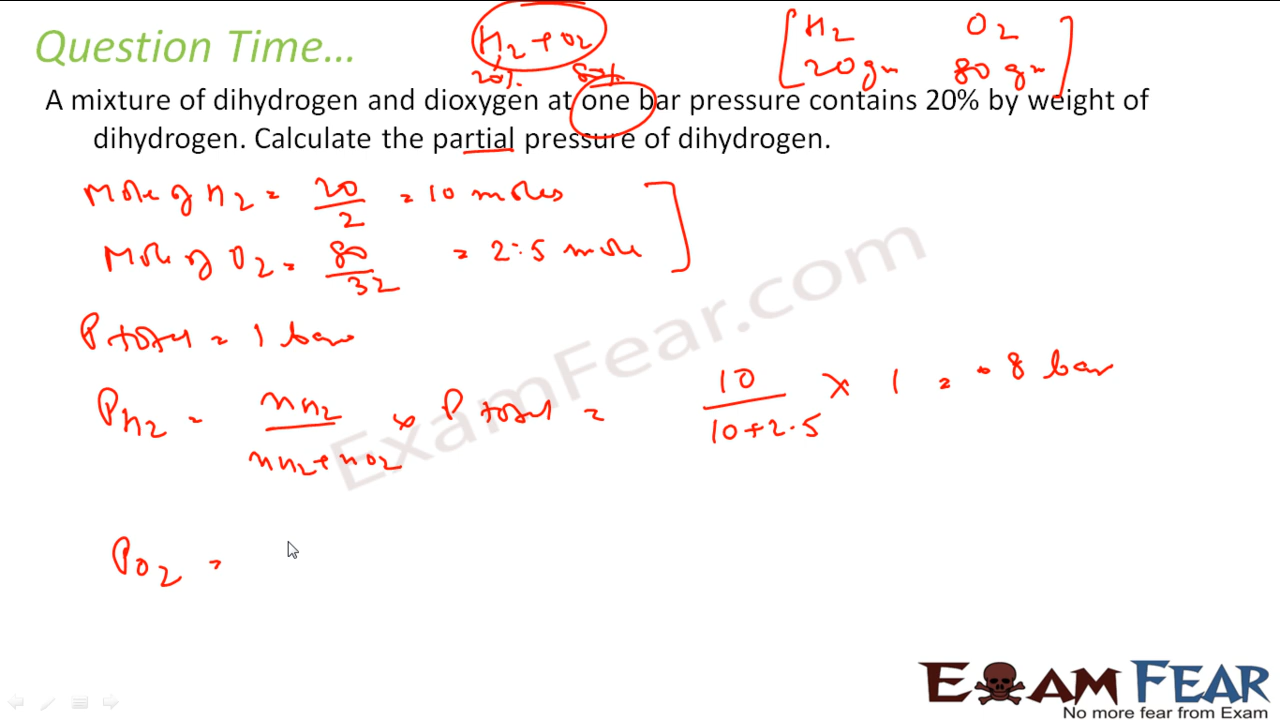 Question Time...
H2 + O2
20% 80%
H2 O2
20 gm 80 gm
A mixture of dihydrogen and dioxygen at one bar pressure contains 20% by weight of
dihydrogen. Calculate the partial pressure of dihydrogen.
Mole of H2 = 20/2 = 10 moles
Mole of O2 = 80/32 = 2.5 mole
P total = 1 bar
PH2 = nH2/nH2+nO2 × P total = 10/10+2.5 × 1 = .8 bar
PO2 =
ExamFear.com
EXAM FEAR
No more fear from Exam